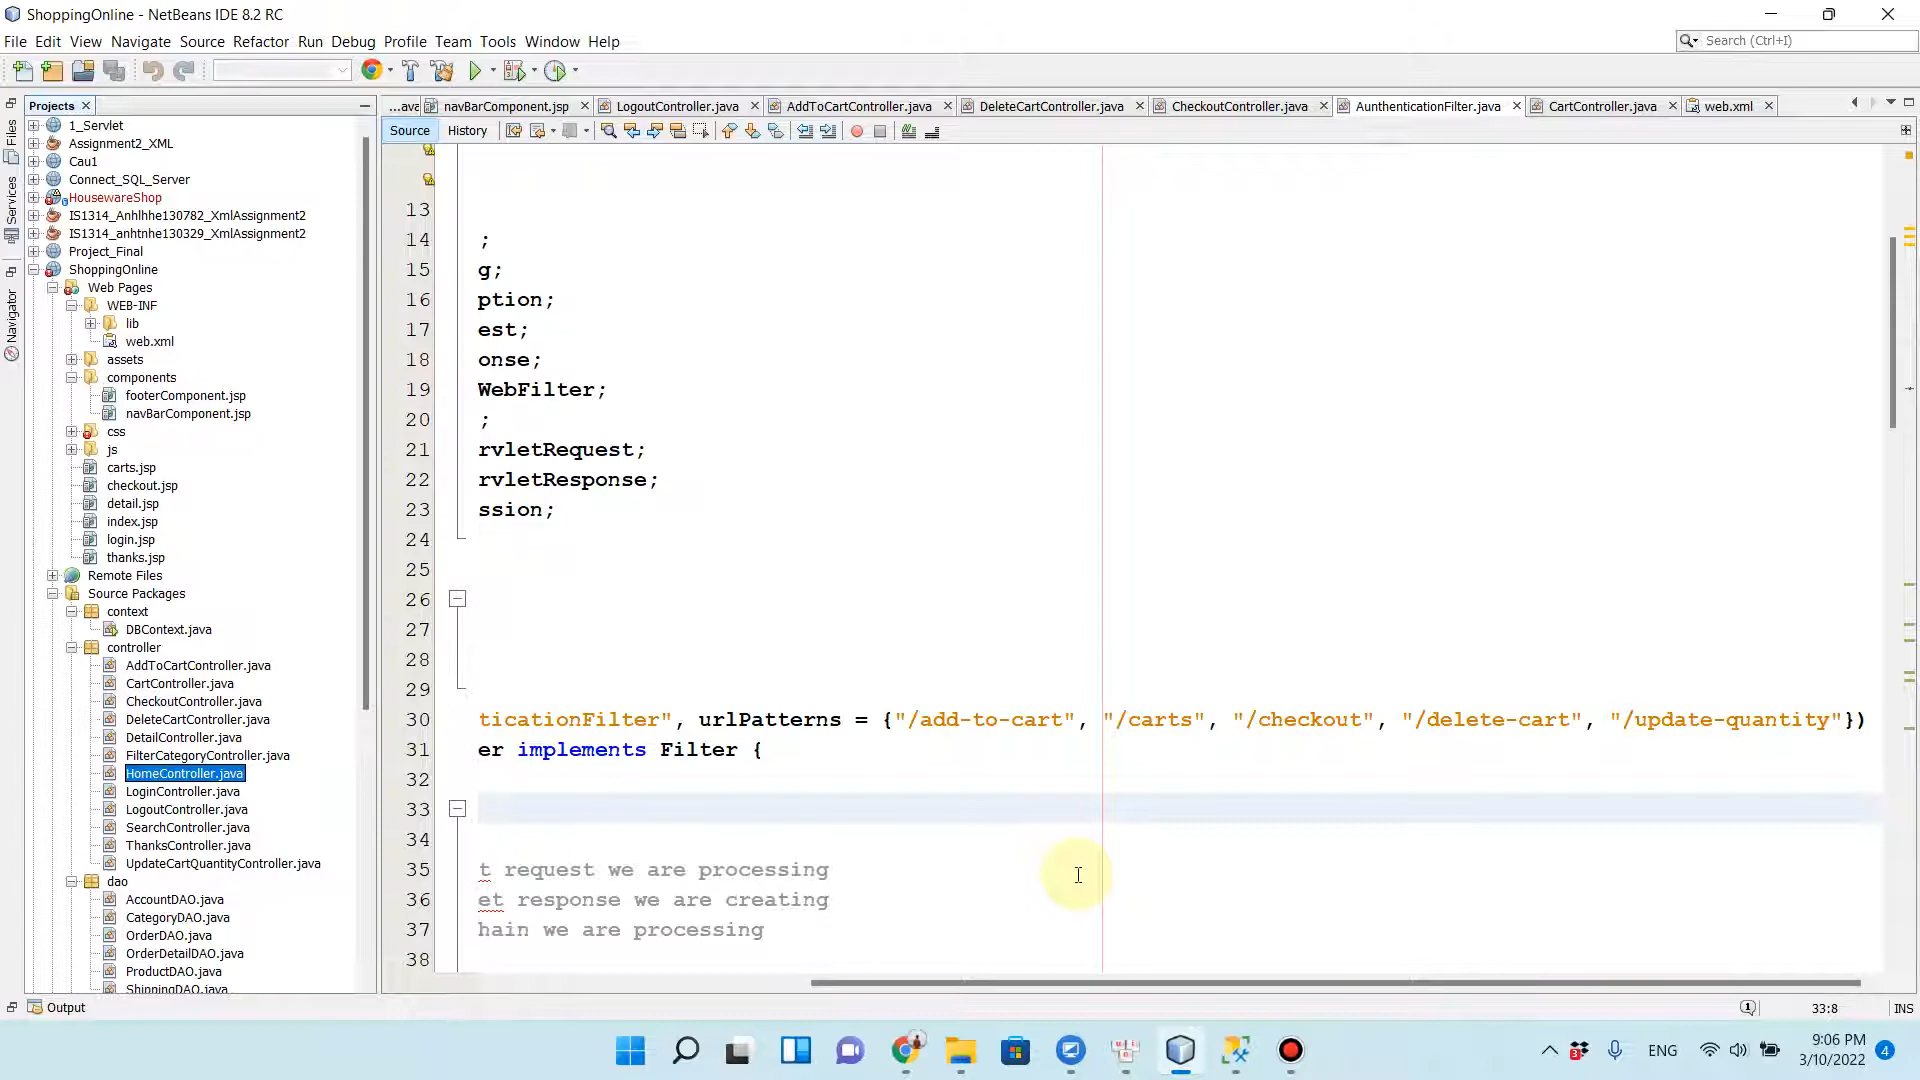 ShoppingOnline - NetBeans IDE 8.2 RC
File Edit View Navigate Source Refactor Run Debug Profile Team Tools Window Help
Search (Ctrl+I)
Projects
...ava navBarComponent.jsp LogoutController.java AddToCartController.java DeleteCartController.java CheckoutController.java AunthenticationFilter.java CartController.java web.xml
Source History
Files
Services
Navigator
1_Servlet
Assignment2_XML
Cau1
Connect_SQL_Server
HousewareShop
IS1314_Anhlhhe130782_XmlAssignment2
IS1314_anhtnhe130329_XmlAssignment2
Project_Final
ShoppingOnline
Web Pages
WEB-INF
lib
web.xml
assets
components
footerComponent.jsp
navBarComponent.jsp
css
js
carts.jsp
checkout.jsp
detail.jsp
index.jsp
login.jsp
thanks.jsp
Remote Files
Source Packages
context
DBContext.java
controller
AddToCartController.java
CartController.java
CheckoutController.java
DeleteCartController.java
DetailController.java
FilterCategoryController.java
HomeController.java
LoginController.java
LogoutController.java
SearchController.java
ThanksController.java
UpdateCartQuantityController.java
dao
AccountDAO.java
CategoryDAO.java
OrderDAO.java
OrderDetailDAO.java
ProductDAO.java
ShippingDAO.java
13
14 ;
15 g;
16 ption;
17 est;
18 onse;
19 WebFilter;
20 ;
21 rvletRequest;
22 rvletResponse;
23 ssion;
24
25
26
27
28
29
30 ticationFilter", urlPatterns = {"/add-to-cart", "/carts", "/checkout", "/delete-cart", "/update-quantity"})
31 er implements Filter {
32
33
34
35 t request we are processing
36 et response we are creating
37 hain we are processing
38
Output
33:8 INS
ENG
9:06 PM
3/10/2022
4
3